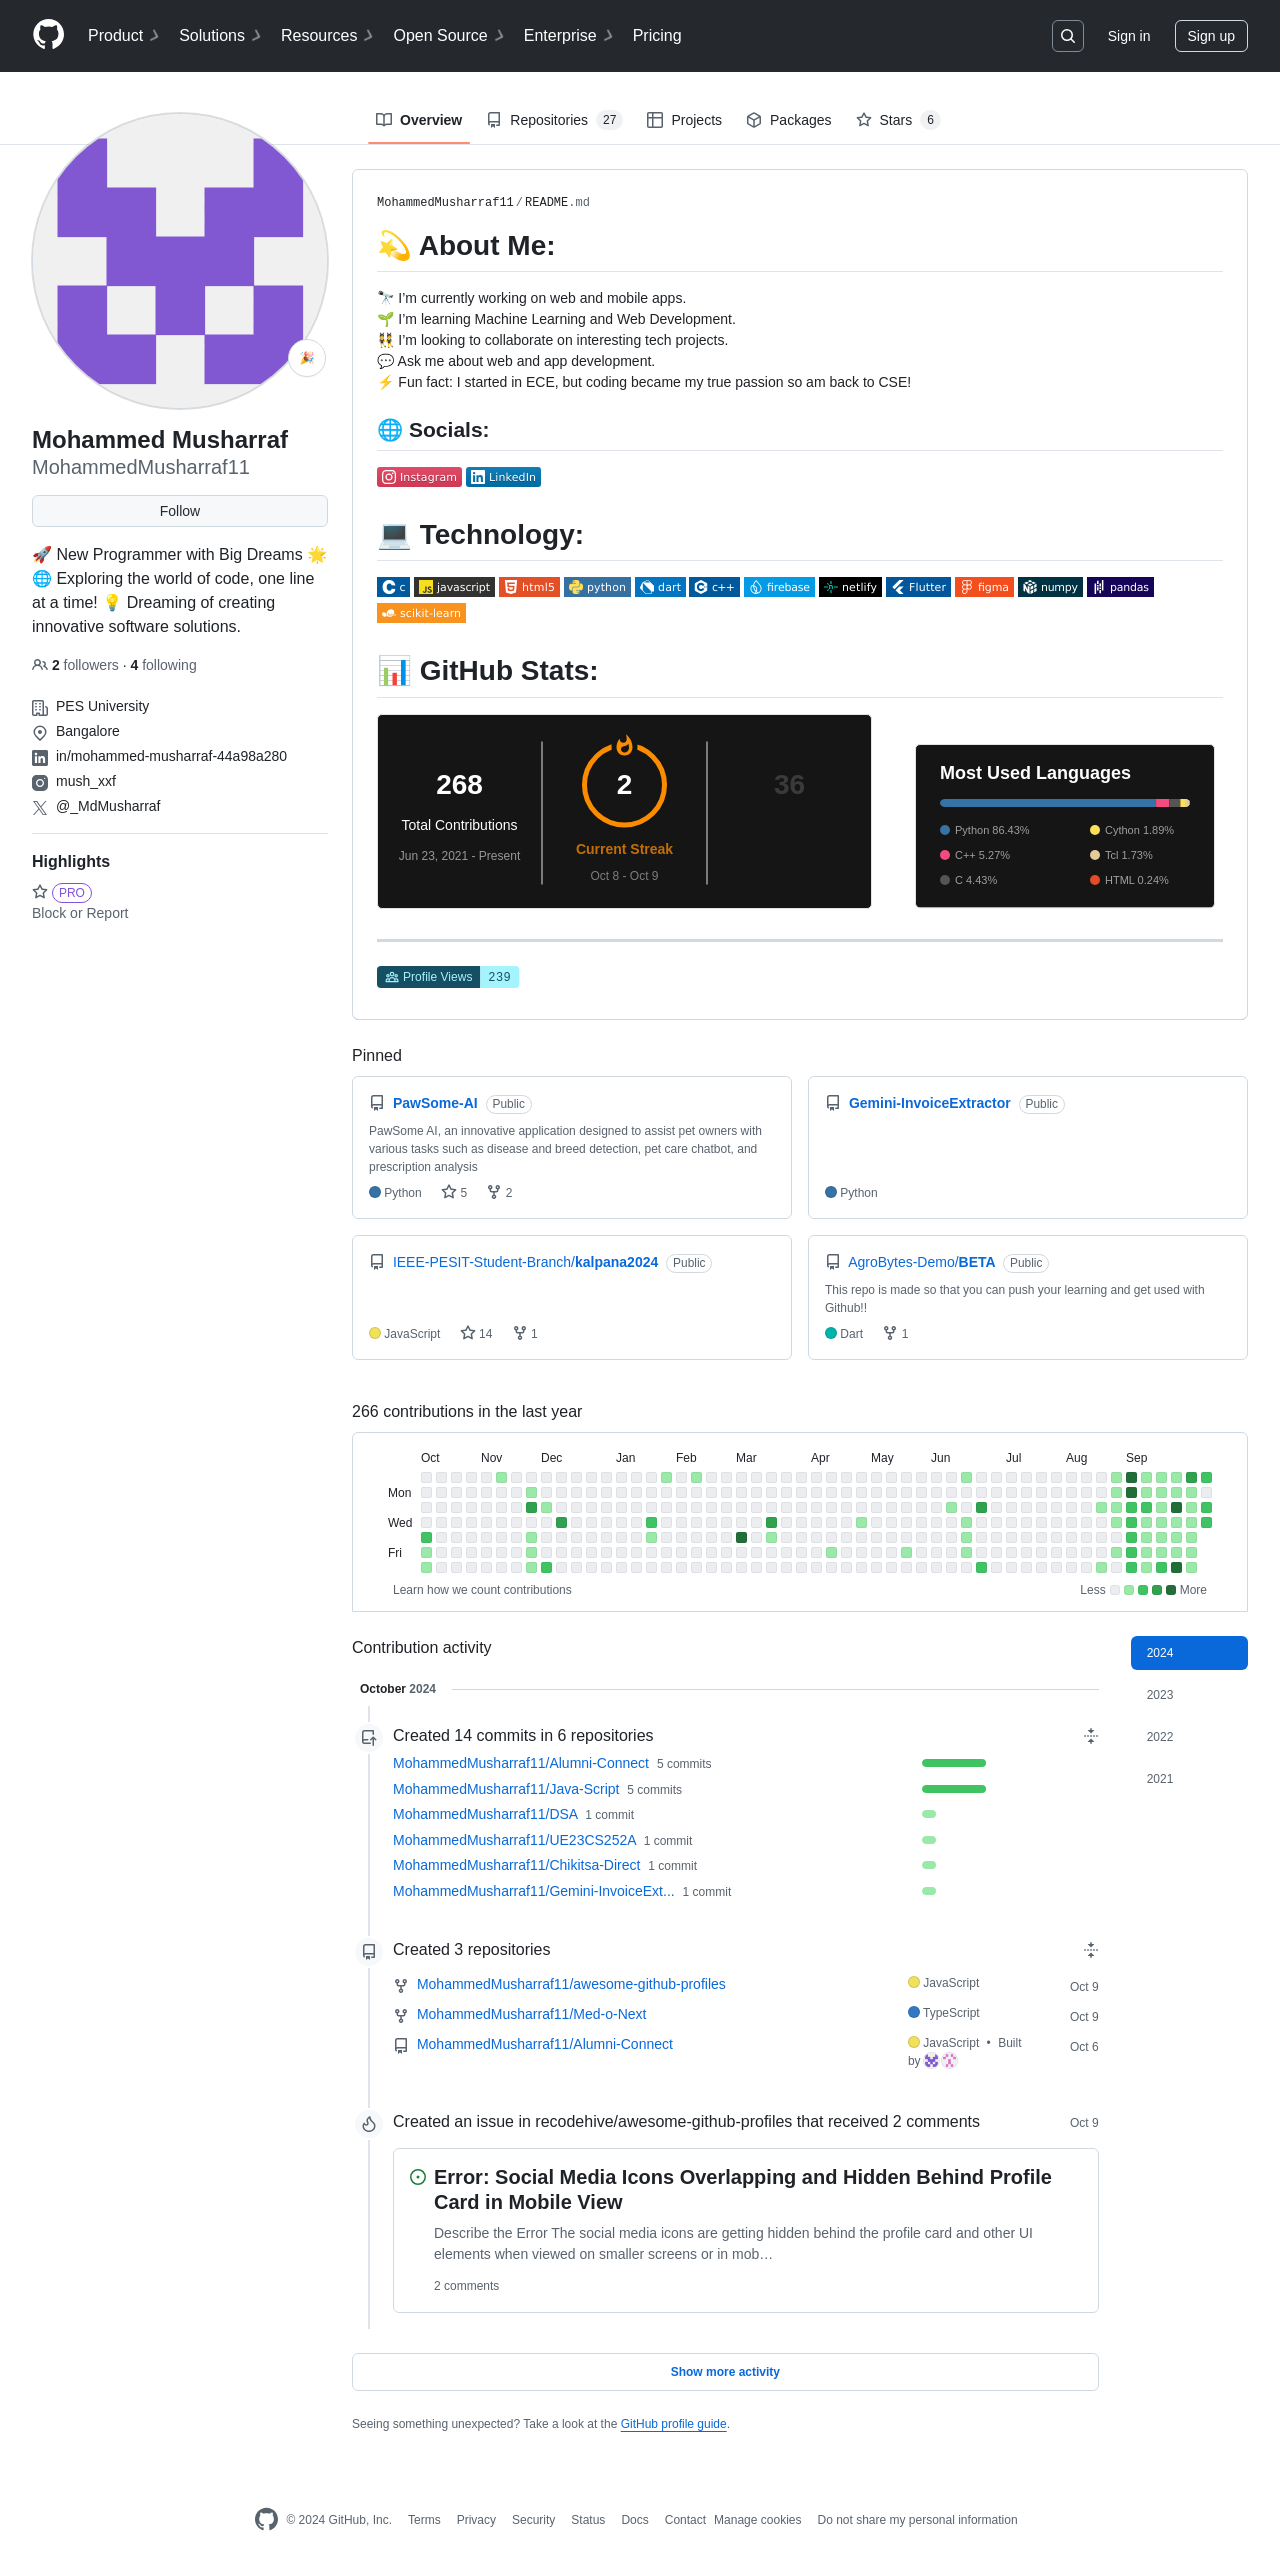 Product Solutions Resources Open Source Enterprise Pricing Sign in Sign up
Overview Repositories 27 Projects Packages Stars 6
Mohammed Musharraf
MohammedMusharraf11
Follow
🚀 New Programmer with Big Dreams 🌟
🌐 Exploring the world of code, one line
at a time! 💡 Dreaming of creating
innovative software solutions.
2 followers · 4 following
PES University
Bangalore
in/mohammed-musharraf-44a98a280
mush_xxf
@_MdMusharraf
Highlights
PRO
Block or Report
MohammedMusharraf11/README.md
💫 About Me:
🔭 I’m currently working on web and mobile apps.
🌱 I’m learning Machine Learning and Web Development.
👯 I’m looking to collaborate on interesting tech projects.
💬 Ask me about web and app development.
⚡ Fun fact: I started in ECE, but coding became my true passion so am back to CSE!
🌐 Socials:
Instagram LinkedIn
💻 Technology:
c javascript html5 python dart c++ firebase netlify Flutter figma numpy pandas
scikit-learn
📊 GitHub Stats:
268
Total Contributions
Jun 23, 2021 - Present
2
Current Streak
Oct 8 - Oct 9
36
Most Used Languages
Python 86.43% Cython 1.89%
C++ 5.27% Tcl 1.73%
C 4.43% HTML 0.24%
Profile Views 239
Pinned
PawSome-AI Public
PawSome AI, an innovative application designed to assist pet owners with
various tasks such as disease and breed detection, pet care chatbot, and
prescription analysis
Python 5 2
Gemini-InvoiceExtractor Public
Python
IEEE-PESIT-Student-Branch/kalpana2024 Public
JavaScript 14 1
AgroBytes-Demo/BETA Public
This repo is made so that you can push your learning and get used with
Github!!
Dart 1
266 contributions in the last year
Oct Nov Dec Jan Feb Mar Apr May Jun Jul Aug Sep
Mon
Wed
Fri
Learn how we count contributions Less More
Contribution activity
2024
2023
2022
2021
October 2024
Created 14 commits in 6 repositories
MohammedMusharraf11/Alumni-Connect 5 commits
MohammedMusharraf11/Java-Script 5 commits
MohammedMusharraf11/DSA 1 commit
MohammedMusharraf11/UE23CS252A 1 commit
MohammedMusharraf11/Chikitsa-Direct 1 commit
MohammedMusharraf11/Gemini-InvoiceExt... 1 commit
Created 3 repositories
MohammedMusharraf11/awesome-github-profiles JavaScript Oct 9
MohammedMusharraf11/Med-o-Next TypeScript Oct 9
MohammedMusharraf11/Alumni-Connect JavaScript • Built Oct 6
by
Created an issue in recodehive/awesome-github-profiles that received 2 comments Oct 9
Error: Social Media Icons Overlapping and Hidden Behind Profile
Card in Mobile View
Describe the Error The social media icons are getting hidden behind the profile card and other UI
elements when viewed on smaller screens or in mob…
2 comments
Show more activity
Seeing something unexpected? Take a look at the GitHub profile guide.
© 2024 GitHub, Inc. Terms Privacy Security Status Docs Contact Manage cookies Do not share my personal information